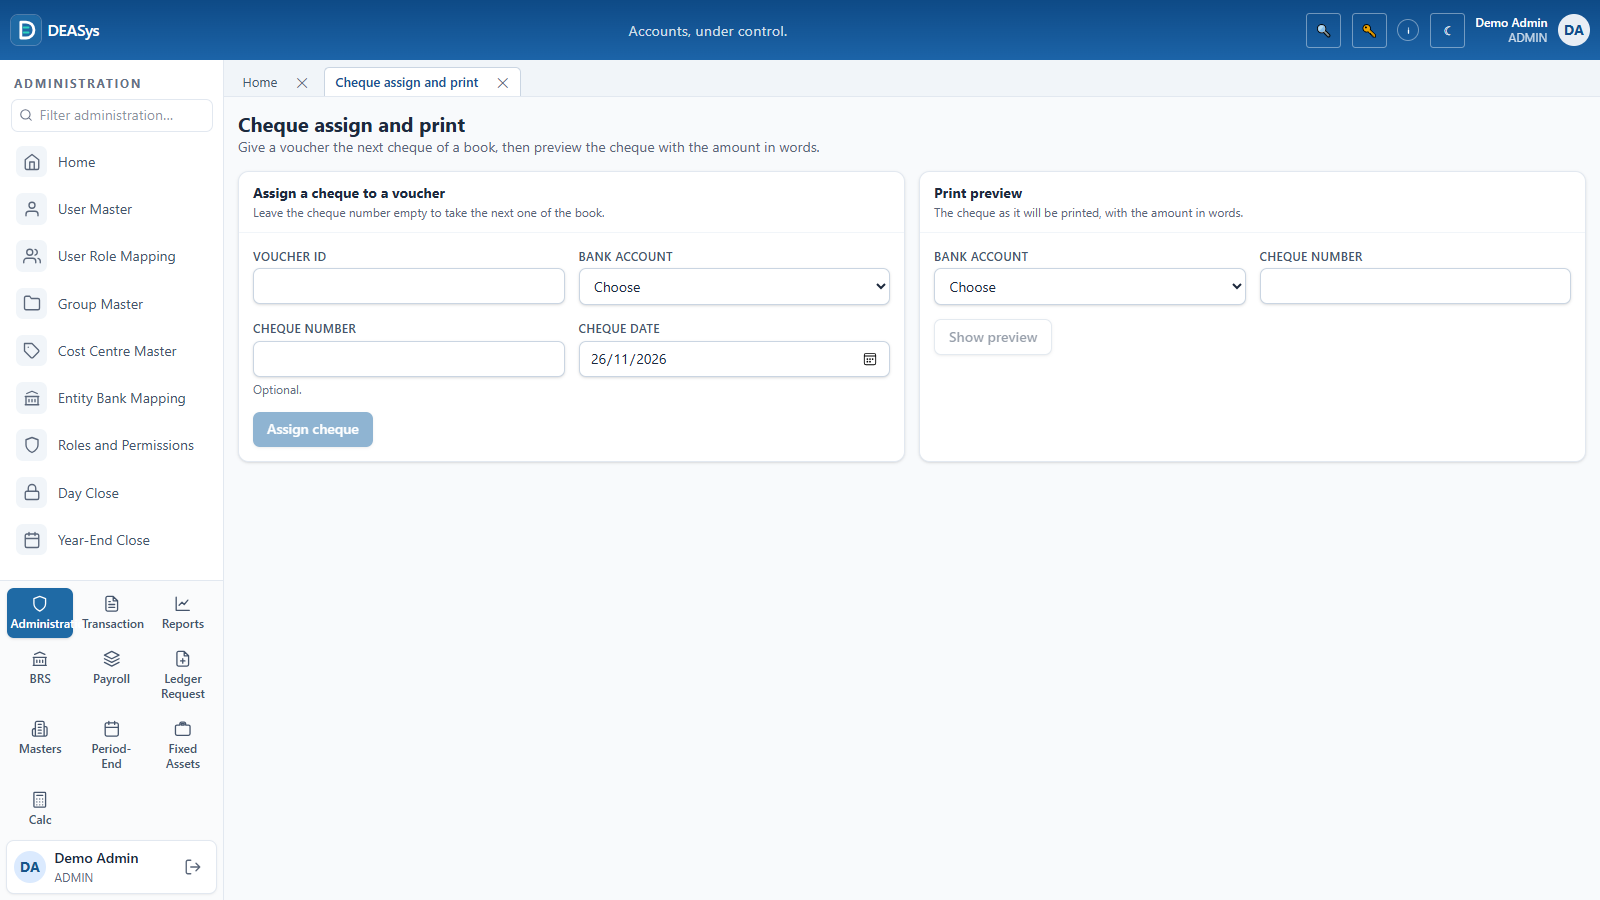 DEASys
Accounts, under control.
Demo Admin
ADMIN
DA
ADMINISTRATION
Filter administration...
Home
User Master
User Role Mapping
Group Master
Cost Centre Master
Entity Bank Mapping
Roles and Permissions
Day Close
Year-End Close
Administrat
Transaction
Reports
BRS
Payroll
Ledger
Request
Masters
Period-
End
Fixed
Assets
Calc
DA
Demo Admin
ADMIN
Home
Cheque assign and print
Cheque assign and print
Give a voucher the next cheque of a book, then preview the cheque with the amount in words.
Assign a cheque to a voucher
Leave the cheque number empty to take the next one of the book.
VOUCHER ID
BANK ACCOUNT
Choose
CHEQUE NUMBER
CHEQUE DATE
26/11/2026
Optional.
Assign cheque
Print preview
The cheque as it will be printed, with the amount in words.
BANK ACCOUNT
CHEQUE NUMBER
Choose
Show preview